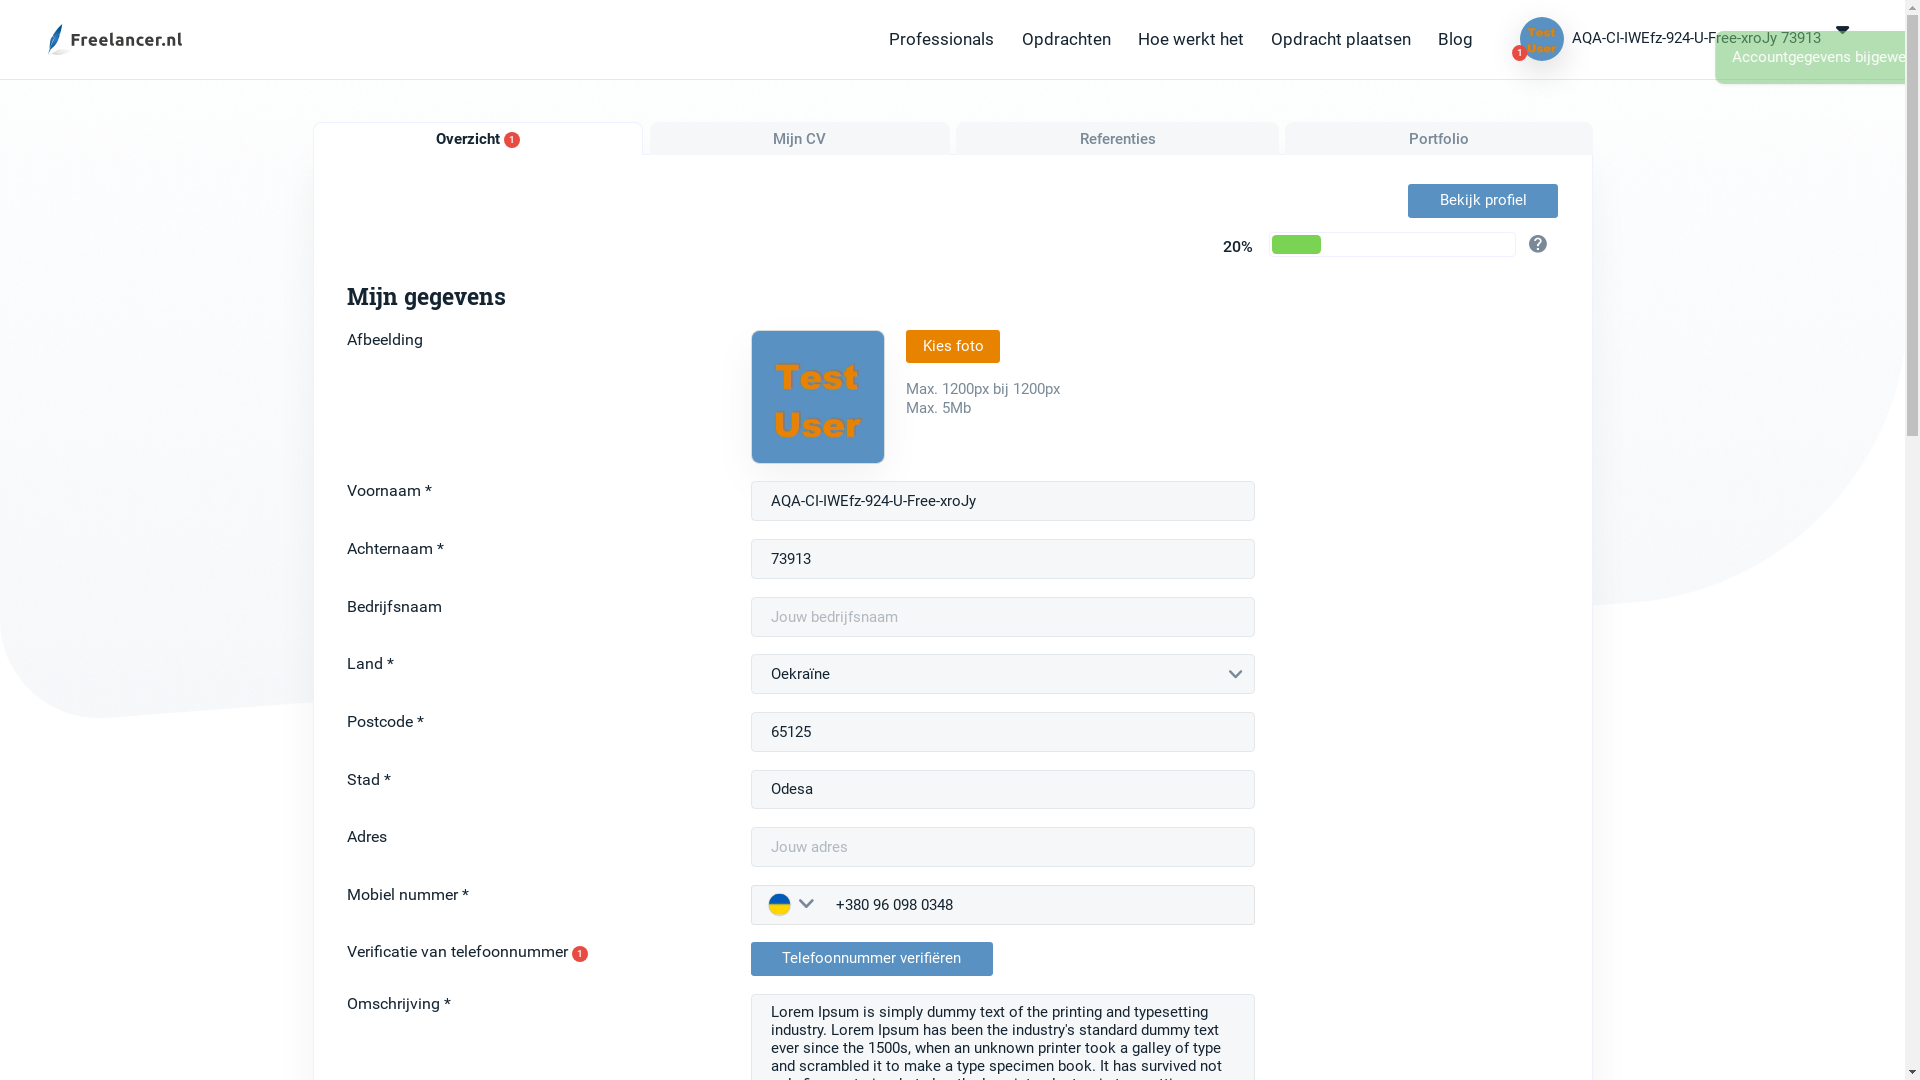 Freelancer.nl
Professionals
Opdrachten
Hoe werkt het
Opdracht plaatsen
Blog
Test
User
1
AQA-CI-IWEfz-924-U-Free-xroJy 73913
Accountgegevens
Overzicht 1
Mijn CV
Referenties
Portfolio
Bekijk profiel
20%
?
Mijn gegevens
Afbeelding
Test
User
Kies foto
Max. 1200px bij 1200px
Max. 5Mb
Voornaam *
AQA-CI-IWEfz-924-U-Free-xroJy
Achternaam *
73913
Bedrijfsnaam
Jouw bedrijfsnaam
Land *
Oekraïne
Postcode *
65125
Stad *
Odesa
Adres
Jouw adres
Mobiel nummer *
+380 96 098 0348
Verificatie van telefoonnummer 1
Telefoonnummer verifiëren
Omschrijving *
Lorem Ipsum is simply dummy text of the printing and typesetting
industry. Lorem Ipsum has been the industry's standard dummy text
ever since the 1500s, when an unknown printer took a galley of type
and scrambled it to make a type specimen book. It has survived not